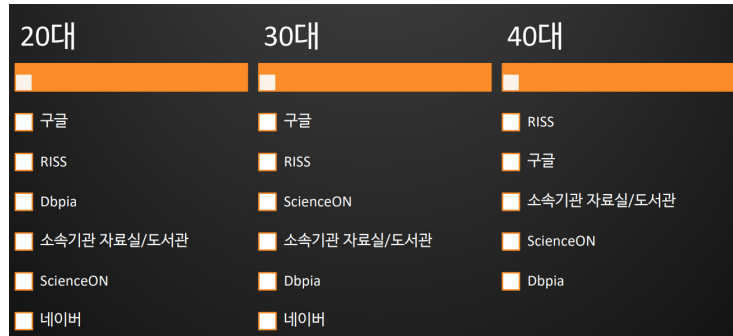 20대
구글
RISS
Dbpia
소속기관 자료실/도서관
ScienceON
네이버
30대
구글
RISS
ScienceON
소속기관 자료실/도서관
Dbpia
네이버
40대
RISS
구글
소속기관 자료실/도서관
ScienceON
Dbpia